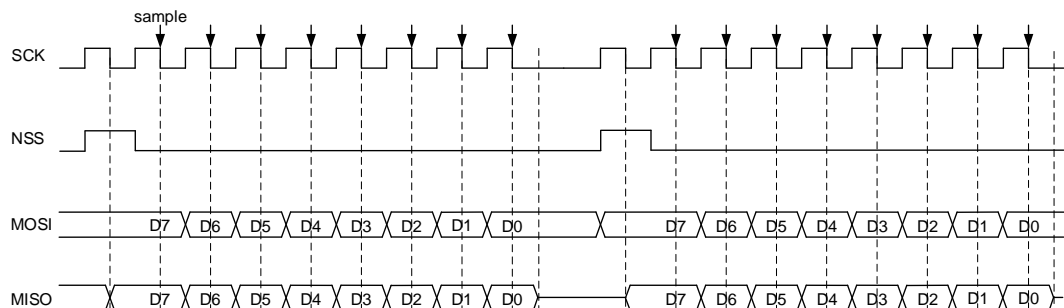 sample
SCK
NSS
MOSI D7 D6 D5 D4 D3 D2 D1 D0 D7 D6 D5 D4 D3 D2 D1 D0
MISO D7 D6 D5 D4 D3 D2 D1 D0 D7 D6 D5 D4 D3 D2 D1 D0